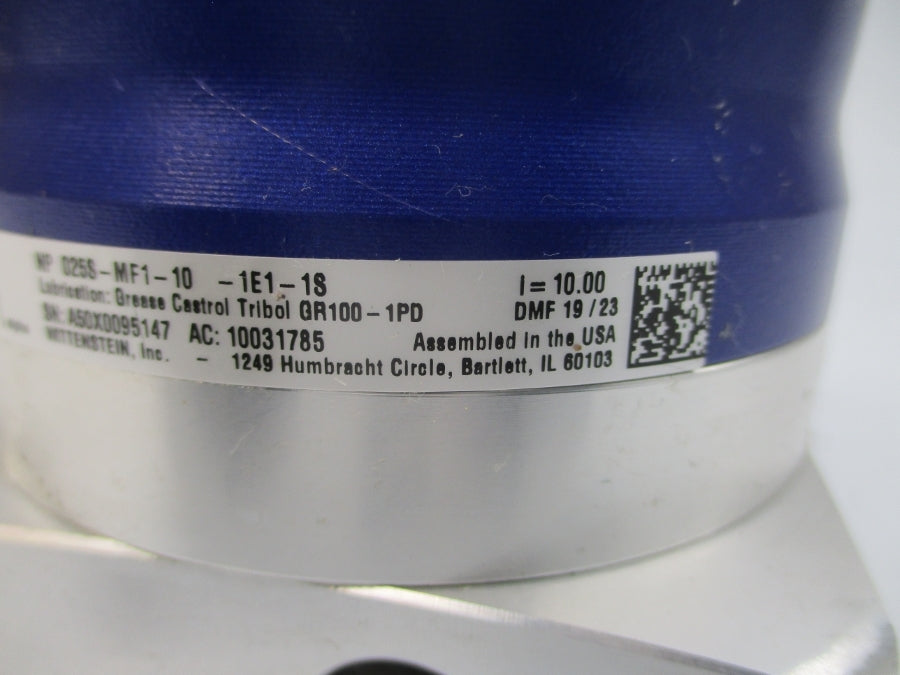 NP 025S-MF1-10 -1E1-1S i= 10.00
Lubrication: Grease Castrol Tribol GR100-1PD DMF 19/23
SN: A50X0095147 AC: 10031785 Assembled in the USA
WITTENSTEIN, Inc. - 1249 Humbracht Circle, Bartlett, IL 60103